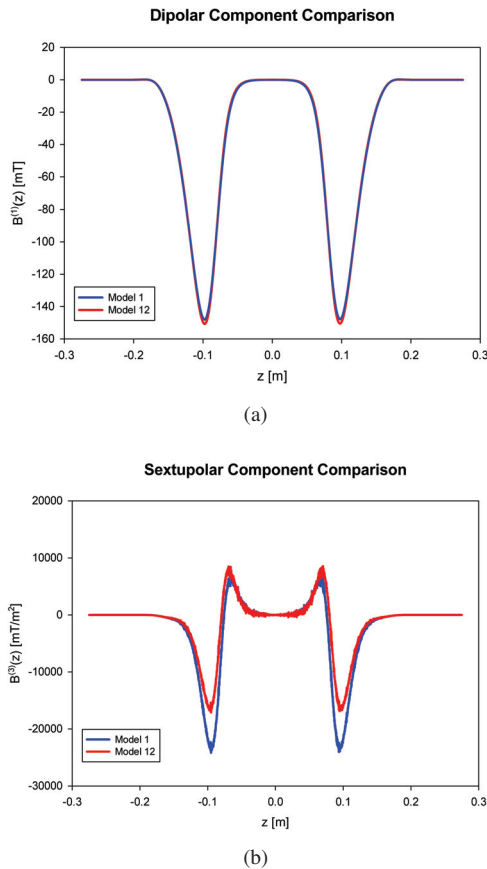 Dipolar Component Comparison
20
0
-20
-40
-60
-80
-100
-120
-140
-160
B⁽¹⁾(z) [mT]
Model 1
Model 12
-0.3 -0.2 -0.1 0.0 0.1 0.2 0.3
z [m]
(a)
Sextupolar Component Comparison
20000
10000
0
-10000
-20000
-30000
B⁽³⁾(z) [mT/m²]
Model 1
Model 12
-0.3 -0.2 -0.1 0.0 0.1 0.2 0.3
z [m]
(b)